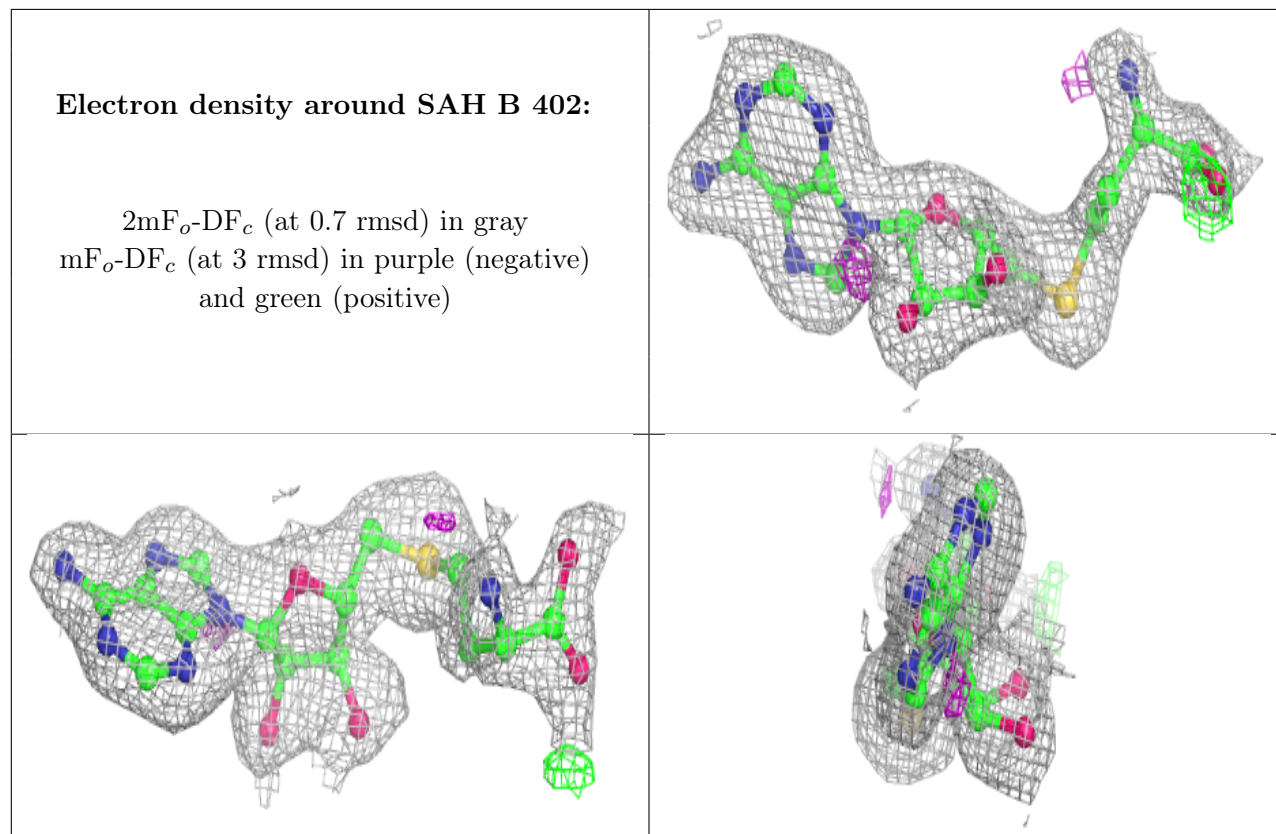 Electron density around SAH B 402:
2mFo-DFc (at 0.7 rmsd) in gray
mFo-DFc (at 3 rmsd) in purple (negative)
and green (positive)